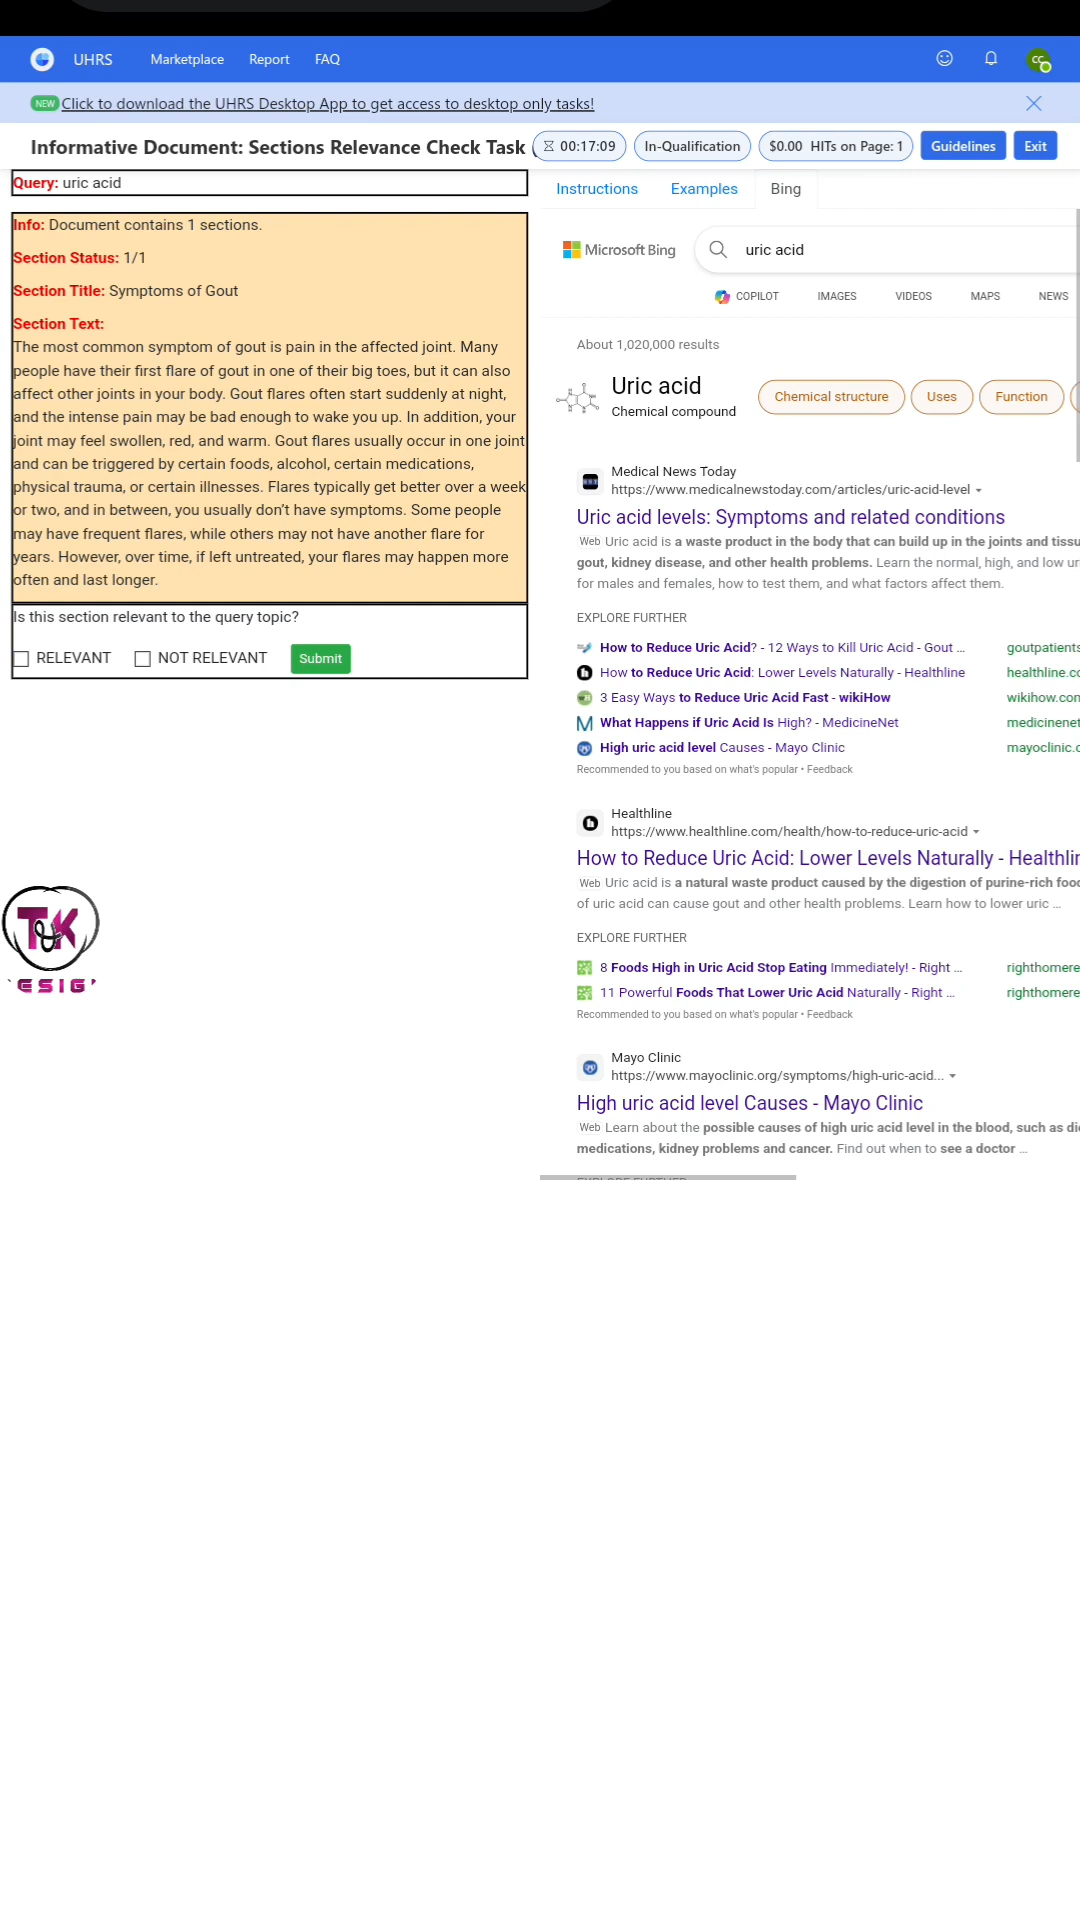 UHRS Marketplace Report FAQ
CC
NEW Click to download the UHRS Desktop App to get access to desktop only tasks!
Informative Document: Sections Relevance Check Task
00:17:09 In-Qualification $0.00 HITs on Page: 1 Guidelines Exit
Query: uric acid
Info: Document contains 1 sections.
Section Status: 1/1
Section Title: Symptoms of Gout
Section Text:
The most common symptom of gout is pain in the affected joint. Many
people have their first flare of gout in one of their big toes, but it can also
affect other joints in your body. Gout flares often start suddenly at night,
and the intense pain may be bad enough to wake you up. In addition, your
joint may feel swollen, red, and warm. Gout flares usually occur in one joint
and can be triggered by certain foods, alcohol, certain medications,
physical trauma, or certain illnesses. Flares typically get better over a week
or two, and in between, you usually don’t have symptoms. Some people
may have frequent flares, while others may not have another flare for
years. However, over time, if left untreated, your flares may happen more
often and last longer.
Is this section relevant to the query topic?
RELEVANT NOT RELEVANT Submit
Instructions Examples Bing
Microsoft Bing uric acid
COPILOT IMAGES VIDEOS MAPS NEWS
About 1,020,000 results
Uric acid
Chemical compound
Chemical structure Uses Function
Medical News Today
https://www.medicalnewstoday.com/articles/uric-acid-level
Uric acid levels: Symptoms and related conditions
Web Uric acid is a waste product in the body that can build up in the joints and tissu
gout, kidney disease, and other health problems. Learn the normal, high, and low ur
for males and females, how to test them, and what factors affect them.
EXPLORE FURTHER
How to Reduce Uric Acid? - 12 Ways to Kill Uric Acid - Gout ... goutpatients
How to Reduce Uric Acid: Lower Levels Naturally - Healthline healthline.co
3 Easy Ways to Reduce Uric Acid Fast - wikiHow wikihow.com
What Happens if Uric Acid Is High? - MedicineNet medicinenet
High uric acid level Causes - Mayo Clinic mayoclinic.c
Recommended to you based on what's popular • Feedback
Healthline
https://www.healthline.com/health/how-to-reduce-uric-acid
How to Reduce Uric Acid: Lower Levels Naturally - Healthlin
Web Uric acid is a natural waste product caused by the digestion of purine-rich food
of uric acid can cause gout and other health problems. Learn how to lower uric ...
EXPLORE FURTHER
8 Foods High in Uric Acid Stop Eating Immediately! - Right ... righthomere
11 Powerful Foods That Lower Uric Acid Naturally - Right ... righthomere
Recommended to you based on what's popular • Feedback
Mayo Clinic
https://www.mayoclinic.org/symptoms/high-uric-acid...
High uric acid level Causes - Mayo Clinic
Web Learn about the possible causes of high uric acid level in the blood, such as die
medications, kidney problems and cancer. Find out when to see a doctor ...
EXPLORE FURTHER